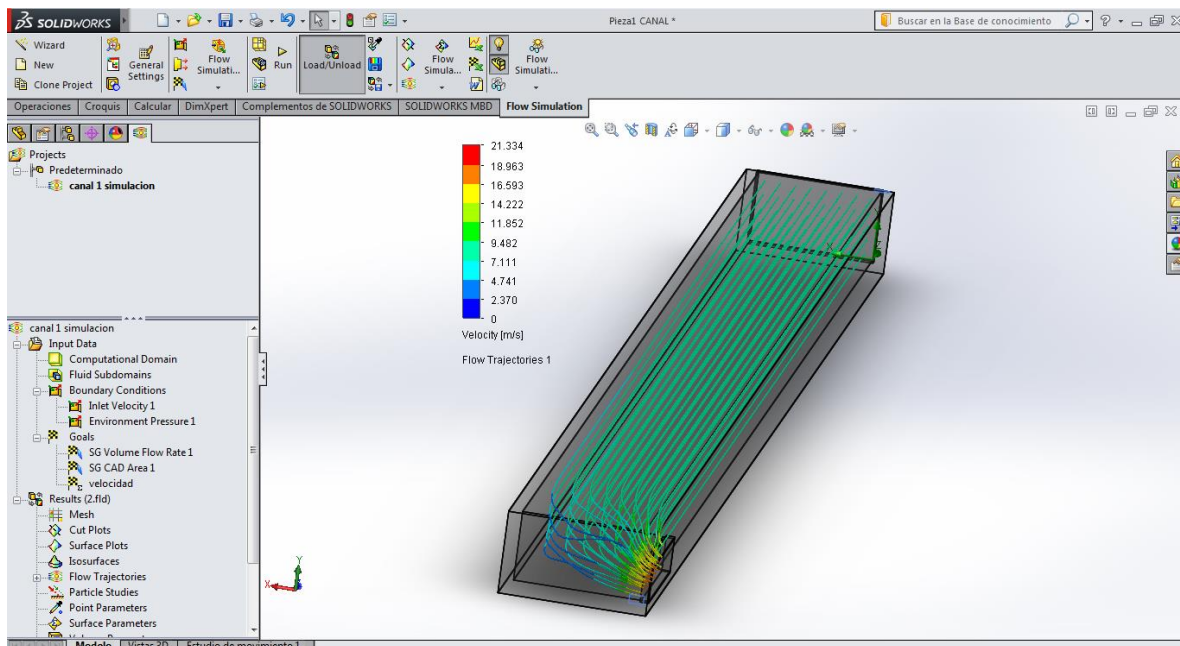 SOLIDWORKS
Pieza1 CANAL *
Buscar en la Base de conocimiento
Wizard
New
Clone Project
General Settings
Flow Simulati...
Run
Load/Unload
Flow Simula...
Flow Simulati...
Operaciones
Croquis
Calcular
DimXpert
Complementos de SOLIDWORKS
SOLIDWORKS MBD
Flow Simulation
Projects
Predeterminado
canal 1 simulacion
canal 1 simulacion
Input Data
Computational Domain
Fluid Subdomains
Boundary Conditions
Inlet Velocity 1
Environment Pressure 1
Goals
SG Volume Flow Rate 1
SG CAD Area 1
velocidad
Results (2.fld)
Mesh
Cut Plots
Surface Plots
Isosurfaces
Flow Trajectories
Particle Studies
Point Parameters
Surface Parameters
21.334
18.963
16.593
14.222
11.852
9.482
7.111
4.741
2.370
0
Velocity [m/s]
Flow Trajectories 1
X
Y
X
Modelo
Vistas 3D
Estudio de movimiento 1